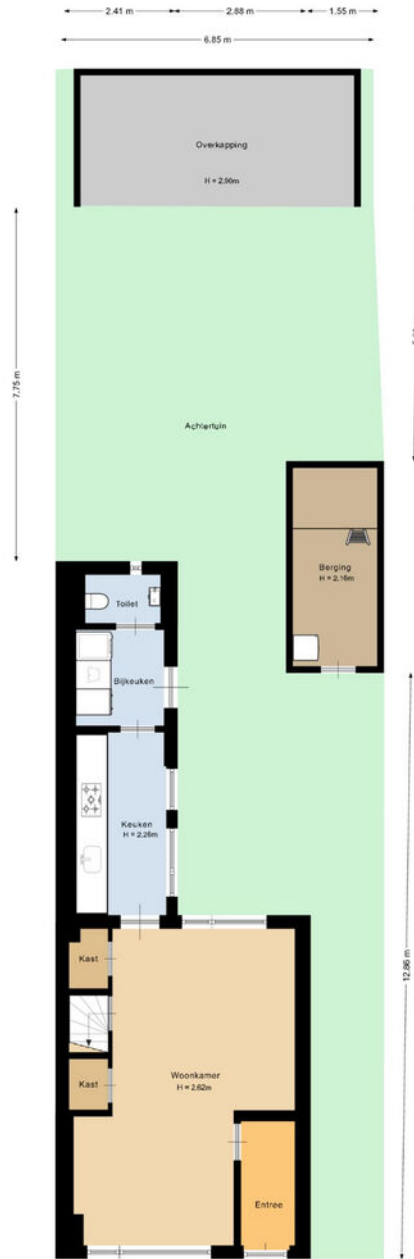 2.41 m 2.88 m 1.55 m
6.85 m
Overkapping
H = 2.90m
7.75 m
Achtertuin
Berging
H = 2.16m
Toilet
Bijkeuken
Keuken
H = 2.26m
Kast
12.86 m
Woonkamer
H = 2.62m
Kast
Entree